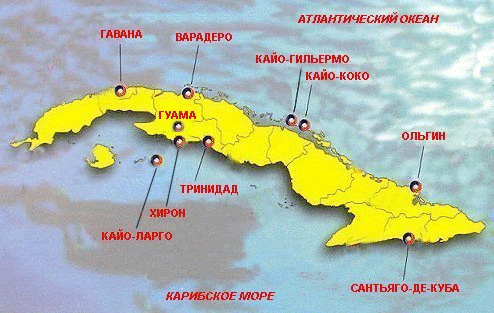 АТЛАНТИЧЕСКИЙ ОКЕАН
ГАВАНА
ВАРАДЕРО
КАЙО-ГИЛЬЕРМО
КАЙО-КОКО
ГУАМА
ОЛЬГИН
ТРИНИДАД
ХИРОН
КАЙО-ЛАРГО
САНТЬЯГО-ДЕ-КУБА
КАРИБСКОЕ МОРЕ